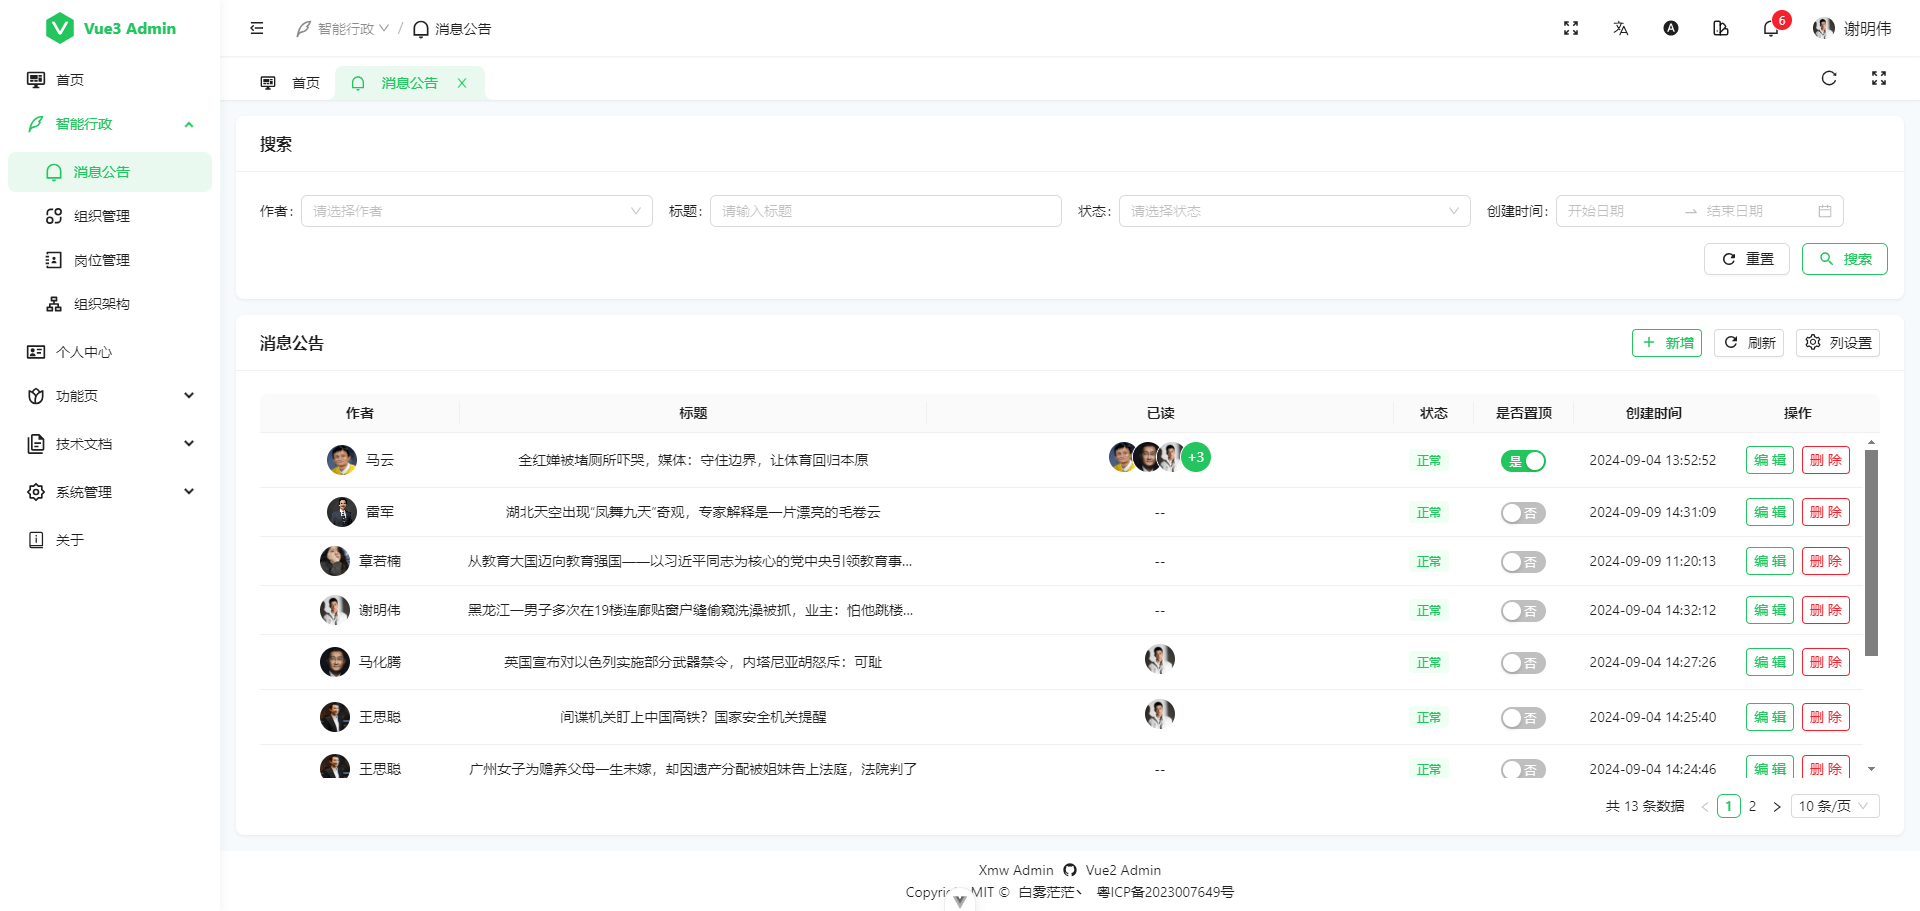 Vue3 Admin
智能行政 / 消息公告
A
6
谢明伟
首页
智能行政
消息公告
组织管理
岗位管理
组织架构
个人中心
功能页
技术文档
系统管理
关于
首页 消息公告
搜索
作者: 请选择作者 标题: 请输入标题 状态: 请选择状态 创建时间: 开始日期 结束日期
重置 搜索
消息公告 新增 刷新 列设置
作者 标题 已读 状态 是否置顶 创建时间 操作
马云 全红婵被堵厕所吓哭，媒体：守住边界，让体育回归本原 +3 正常 是 2024-09-04 13:52:52 编 辑 删 除
雷军 湖北天空出现“凤舞九天”奇观，专家解释是一片漂亮的毛卷云 -- 正常 否 2024-09-09 14:31:09 编 辑 删 除
章若楠 从教育大国迈向教育强国——以习近平同志为核心的党中央引领教育事... -- 正常 否 2024-09-09 11:20:13 编 辑 删 除
谢明伟 黑龙江一男子多次在19楼连廊贴窗户缝偷窥洗澡被抓，业主：怕他跳楼... -- 正常 否 2024-09-04 14:32:12 编 辑 删 除
马化腾 英国宣布对以色列实施部分武器禁令，内塔尼亚胡怒斥：可耻 正常 否 2024-09-04 14:27:26 编 辑 删 除
王思聪 间谍机关盯上中国高铁？国家安全机关提醒 正常 否 2024-09-04 14:25:40 编 辑 删 除
王思聪 广州女子为赡养父母一生未嫁，却因遗产分配被姐妹告上法庭，法院判了 -- 正常 否 2024-09-04 14:24:46 编 辑 删 除
共 13 条数据 1 2 10 条/页
Xmw Admin Vue2 Admin
MIT © 白雾茫茫丶 粤ICP备2023007649号